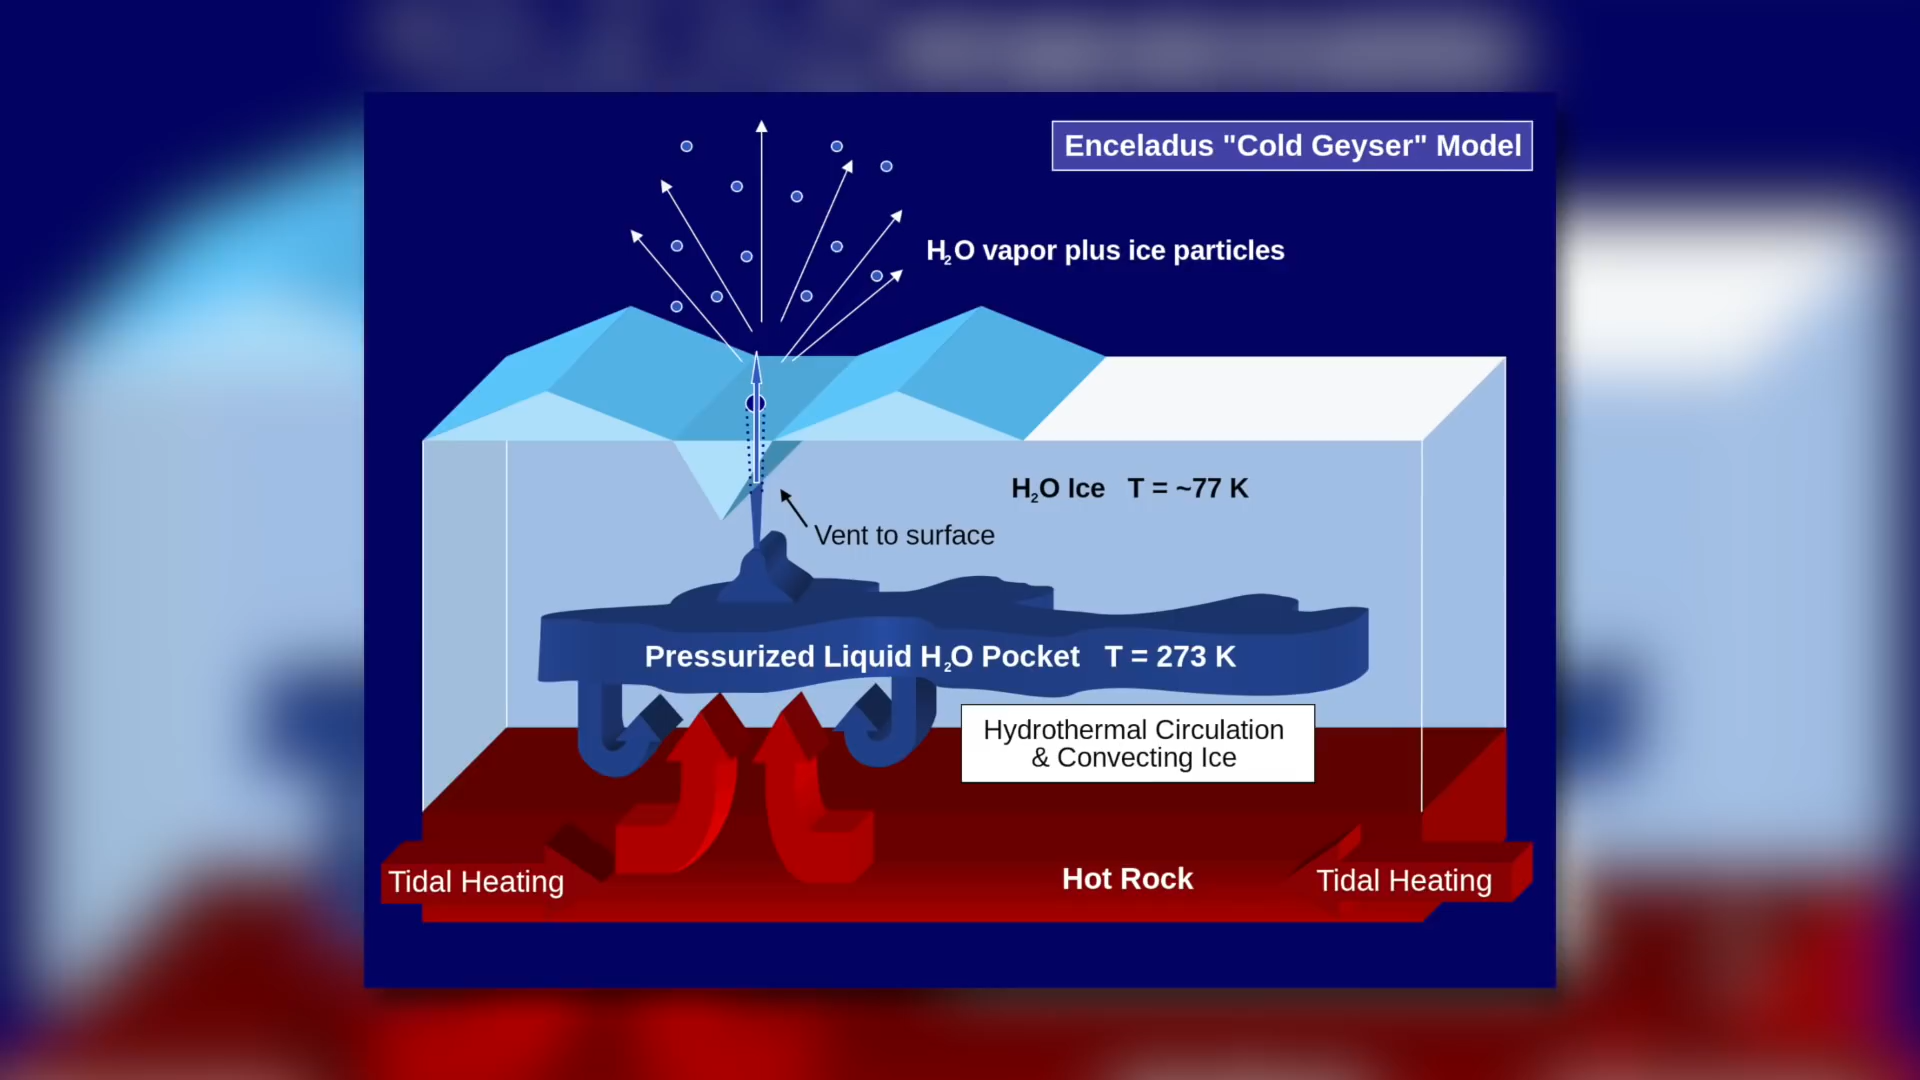 Enceladus "Cold Geyser" Model
H₂O vapor plus ice particles
H₂O Ice T = ~77 K
Vent to surface
Pressurized Liquid H₂O Pocket T = 273 K
Hydrothermal Circulation
& Convecting Ice
Tidal Heating
Hot Rock
Tidal Heating